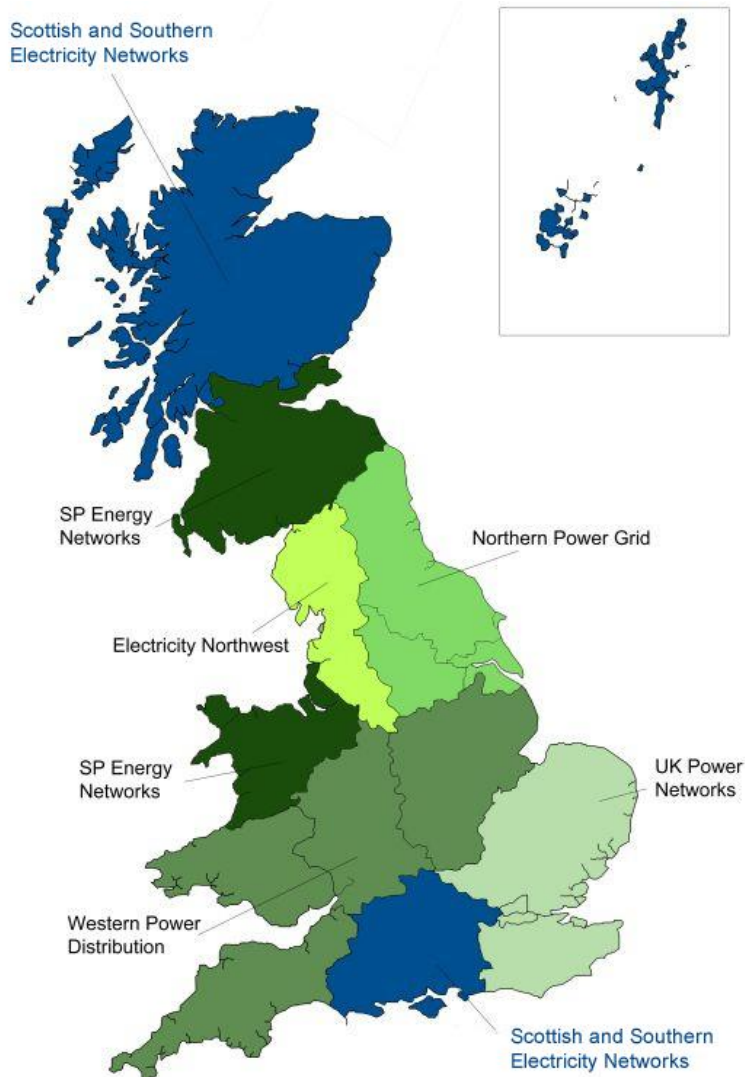 Scottish and Southern
Electricity Networks
SP Energy
Networks
Northern Power Grid
Electricity Northwest
SP Energy
Networks
UK Power
Networks
Western Power
Distribution
Scottish and Southern
Electricity Networks